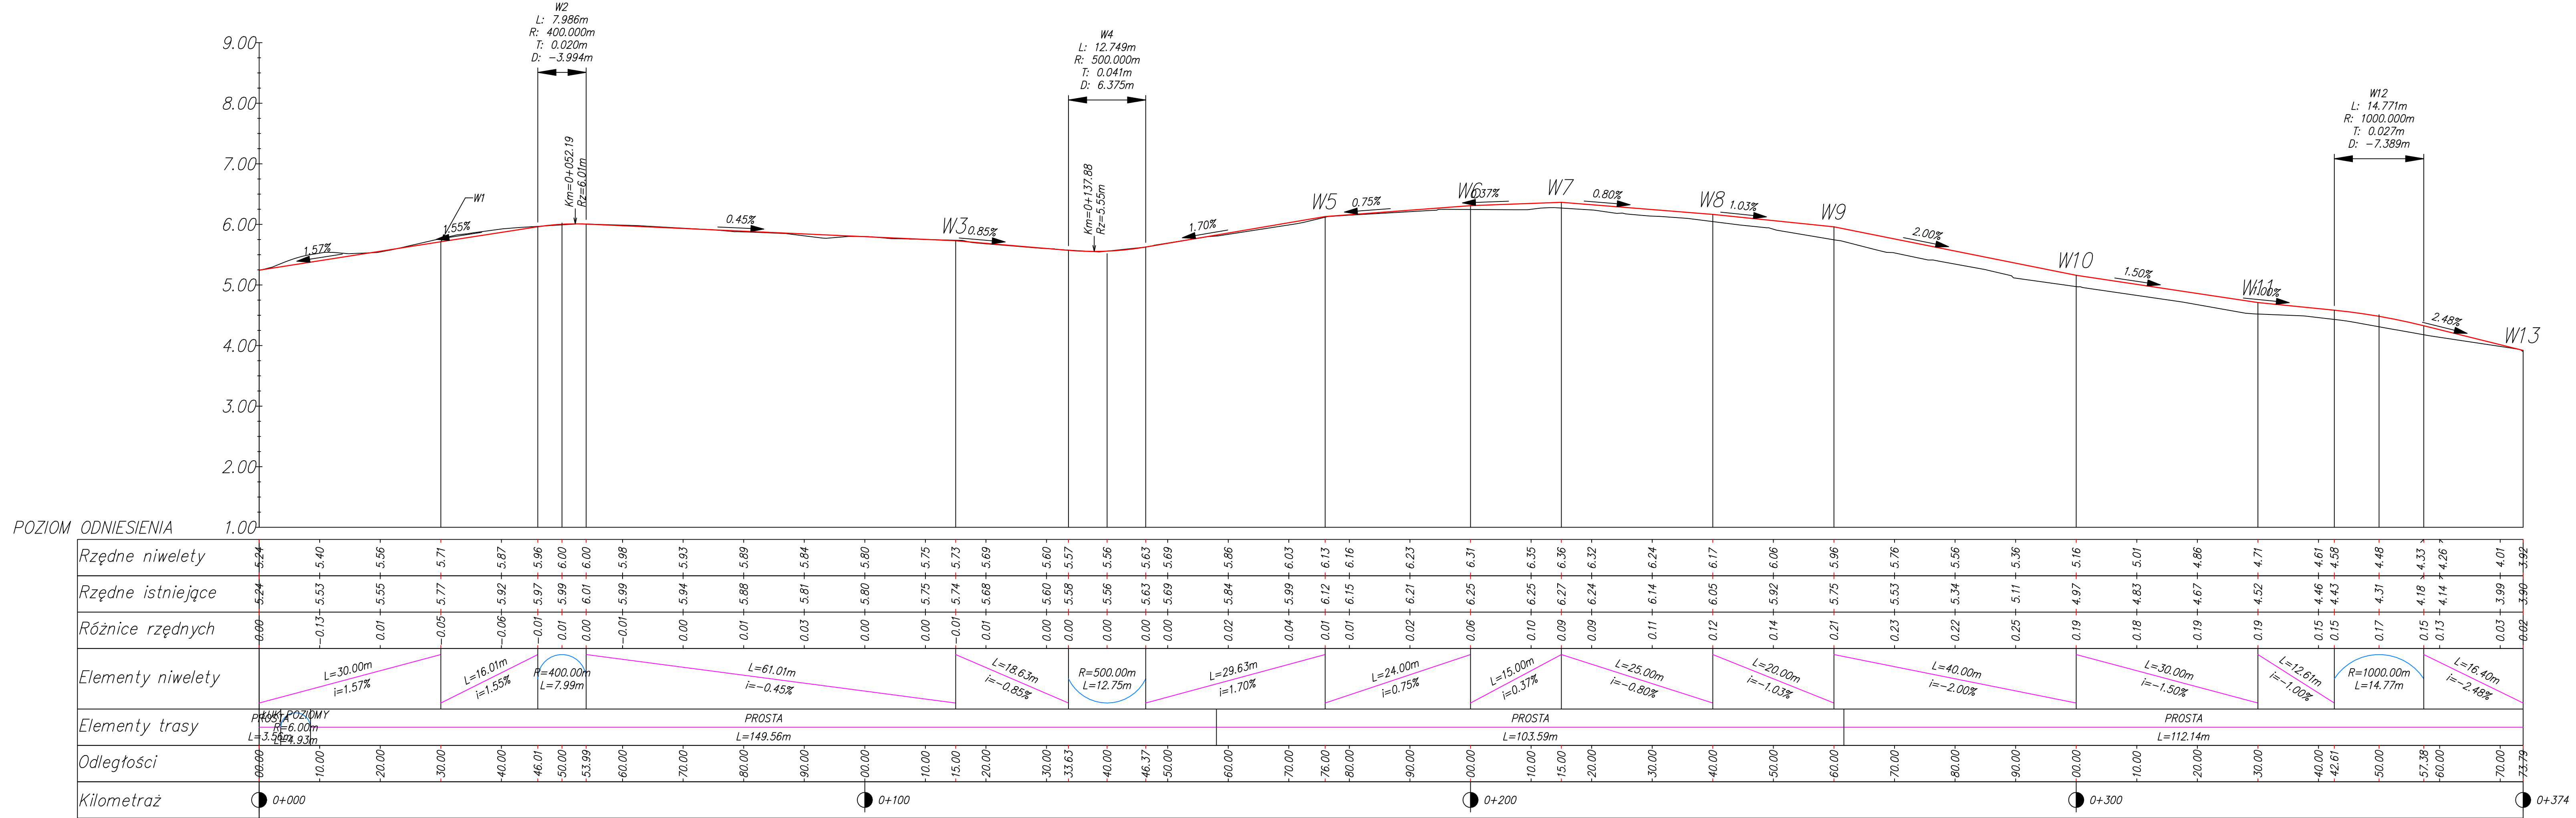 W2
L: 7.986m
R: 400.000m
T: 0.020m
D: -3.994m
W4
L: 12.749m
R: 500.000m
T: 0.041m
D: 6.375m
W12
L: 14.771m
R: 1000.000m
T: 0.027m
D: -7.389m
9.00
8.00
7.00
6.00
5.00
4.00
3.00
2.00
1.00
Km=0+052.19
Rz=6.01m
Km=0+137.88
Rz=5.55m
W1
W3
W5
W6
W7
W8
W9
W10
W11
W13
1.57%
1.55%
0.45%
0.85%
1.70%
0.75%
0.37%
0.80%
1.03%
2.00%
1.50%
1.00%
2.48%
POZIOM ODNIESIENIA
Rzędne niwelety
5.24 5.40 5.56 5.71 5.87 5.96 6.00 6.00 5.98 5.93 5.89 5.84 5.80 5.75 5.73 5.69 5.60 5.57 5.56 5.63 5.69 5.86 6.03 6.13 6.16 6.23 6.31 6.35 6.36 6.32 6.24 6.17 6.06 5.96 5.76 5.56 5.36 5.16 5.01 4.86 4.71 4.61 4.58 4.48 4.33 4.26 4.01 3.92
Rzędne istniejące
5.24 5.53 5.55 5.77 5.92 5.97 5.99 6.01 5.99 5.94 5.88 5.81 5.80 5.75 5.74 5.68 5.60 5.58 5.56 5.63 5.69 5.84 5.99 6.12 6.15 6.21 6.25 6.25 6.27 6.24 6.14 6.05 5.92 5.75 5.53 5.34 5.11 4.97 4.83 4.67 4.52 4.46 4.43 4.31 4.18 4.14 3.99 3.90
Różnice rzędnych
0.00 -0.13 0.01 -0.05 -0.06 -0.01 0.01 0.00 -0.01 0.00 0.01 0.03 0.00 0.00 -0.01 0.01 0.00 0.00 0.00 0.00 0.00 0.02 0.04 0.01 0.01 0.02 0.06 0.10 0.09 0.09 0.11 0.12 0.14 0.21 0.23 0.22 0.25 0.19 0.18 0.19 0.19 0.15 0.15 0.17 0.15 0.13 0.03 0.02
Elementy niwelety
L=30.00m
i=1.57%
L=16.01m
i=1.55%
R=400.00m
L=7.99m
L=61.01m
i=-0.45%
L=18.63m
i=-0.85%
R=500.00m
L=12.75m
L=29.63m
i=1.70%
L=24.00m
i=0.75%
L=15.00m
i=0.37%
L=25.00m
i=-0.80%
L=20.00m
i=-1.03%
L=40.00m
i=-2.00%
L=30.00m
i=-1.50%
L=12.61m
i=-1.00%
R=1000.00m
L=14.77m
L=16.40m
i=-2.48%
Elementy trasy
PROSTA
L=3.56m
ŁUK POZIOMY
R=6.00m
L=4.93m
PROSTA
L=149.56m
PROSTA
L=103.59m
PROSTA
L=112.14m
Odległości
00.00 10.00 20.00 30.00 40.00 46.01 50.00 53.99 60.00 70.00 80.00 90.00 00.00 10.00 15.00 20.00 30.00 33.63 40.00 46.37 50.00 60.00 70.00 76.00 80.00 90.00 00.00 10.00 15.00 20.00 30.00 40.00 50.00 60.00 70.00 80.00 90.00 00.00 10.00 20.00 30.00 40.00 42.61 50.00 57.38 60.00 70.00 73.79
Kilometraż
0+000 0+100 0+200 0+300 0+374